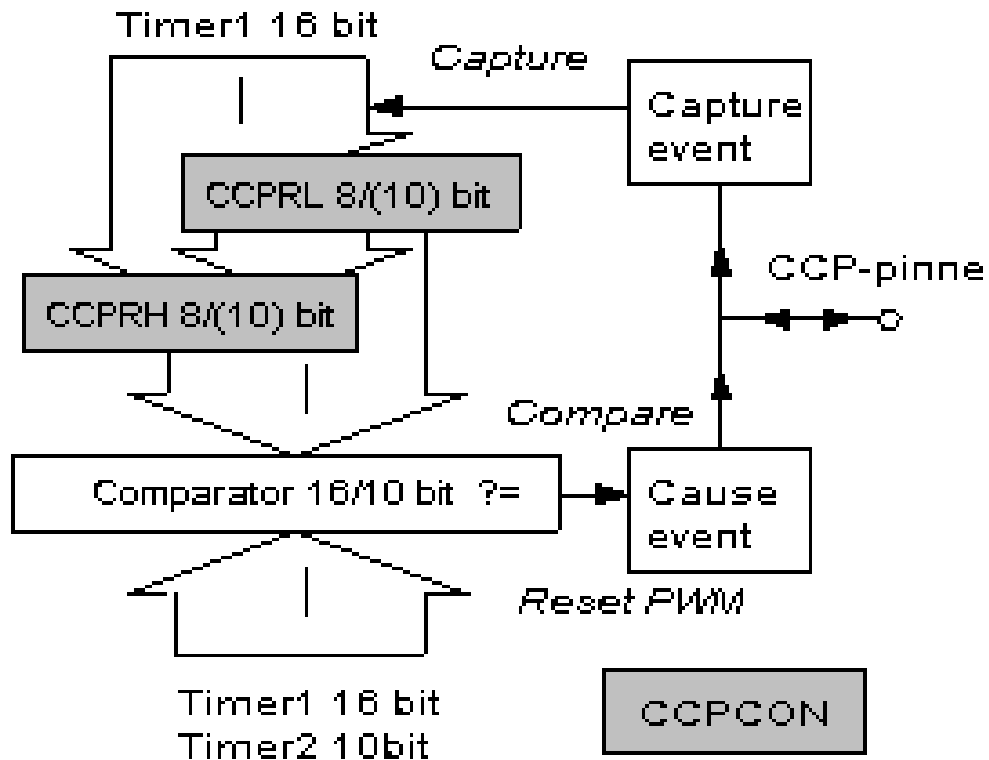 Timer1 16 bit
Capture
Capture
event
CCPRL 8/(10) bit
CCP-pinne
CCPRH 8/(10) bit
Compare
Comparator 16/10 bit ?=
Cause
event
Reset PWM
Timer1 16 bit
Timer2 10bit
CCPCON